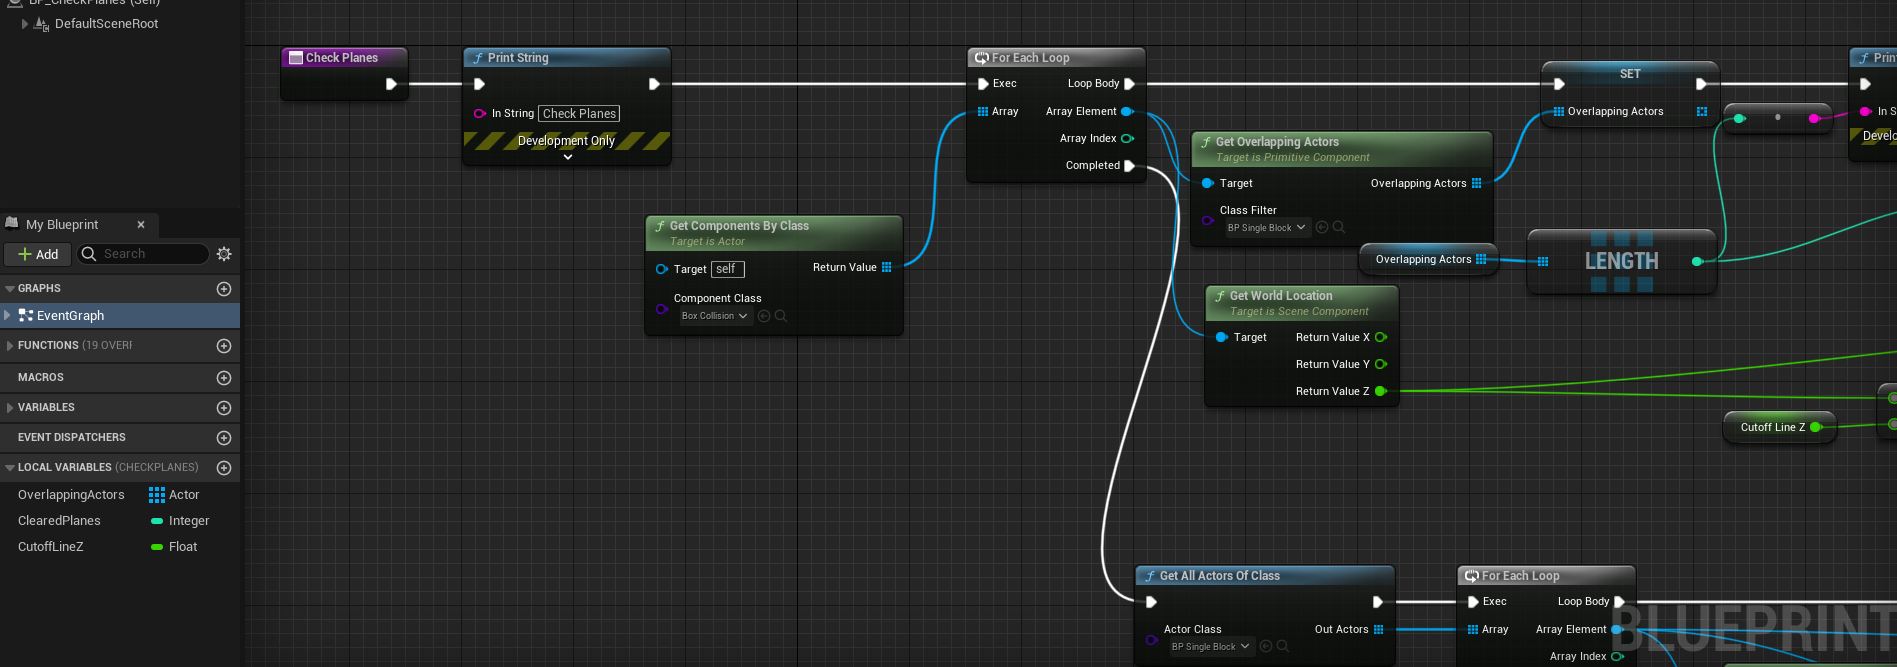 BP_CheckPlanes (Self)
DefaultSceneRoot
My Blueprint
Add
Search
GRAPHS
EventGraph
FUNCTIONS (19 OVERF
MACROS
VARIABLES
EVENT DISPATCHERS
LOCAL VARIABLES (CHECKPLANES)
OverlappingActors Actor
ClearedPlanes Integer
CutoffLineZ Float
Check Planes
Print String
In String Check Planes
Development Only
For Each Loop
Exec Loop Body
Array Array Element
Array Index
Completed
Get Components By Class
Target is Actor
Target self Return Value
Component Class
Box Collision
Get Overlapping Actors
Target is Primitive Component
Target Overlapping Actors
Class Filter
BP Single Block
SET
Overlapping Actors
Print
In S
Develo
Overlapping Actors
LENGTH
Get World Location
Target is Scene Component
Target Return Value X
Return Value Y
Return Value Z
Cutoff Line Z
Get All Actors Of Class
Actor Class Out Actors
BP Single Block
For Each Loop
Exec Loop Body
Array Array Element
Array Index
BLUEPRINT